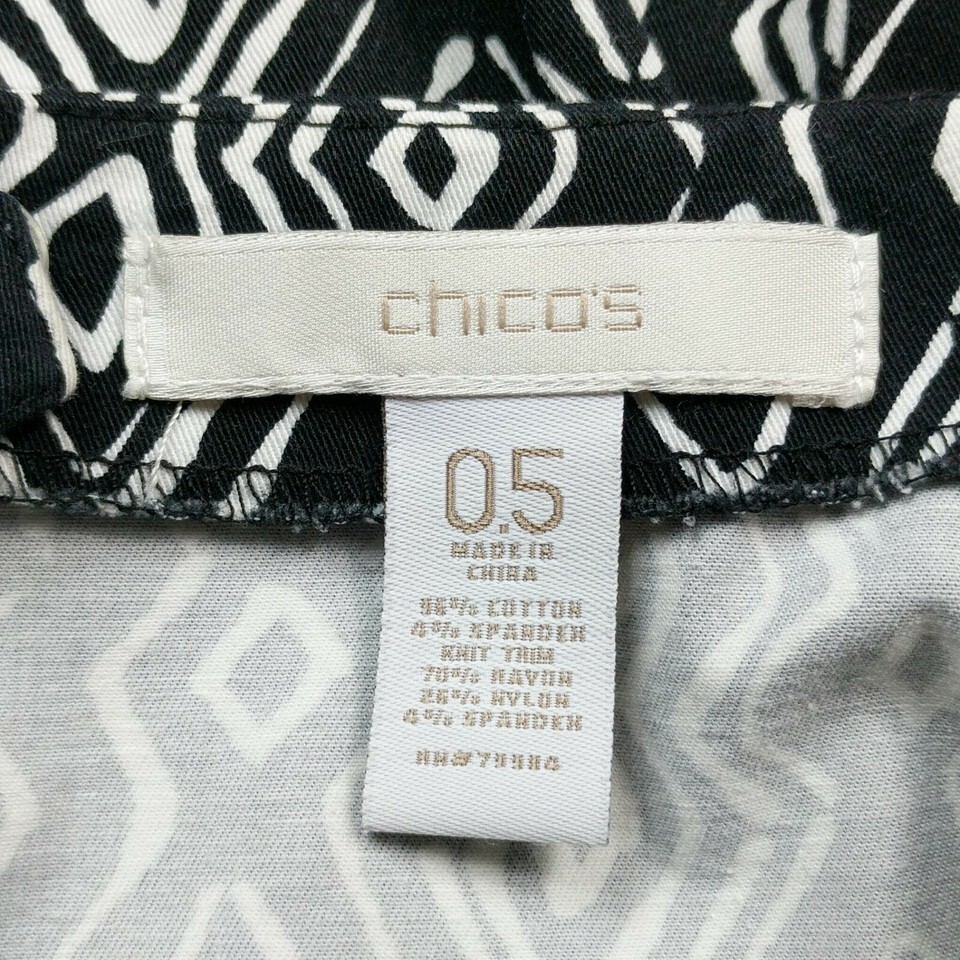 chico's
0.5
MADE IN
CHINA
96% COTTON
4% SPANDEX
KNIT TRIM
70% RAYON
26% NYLON
4% SPANDEX